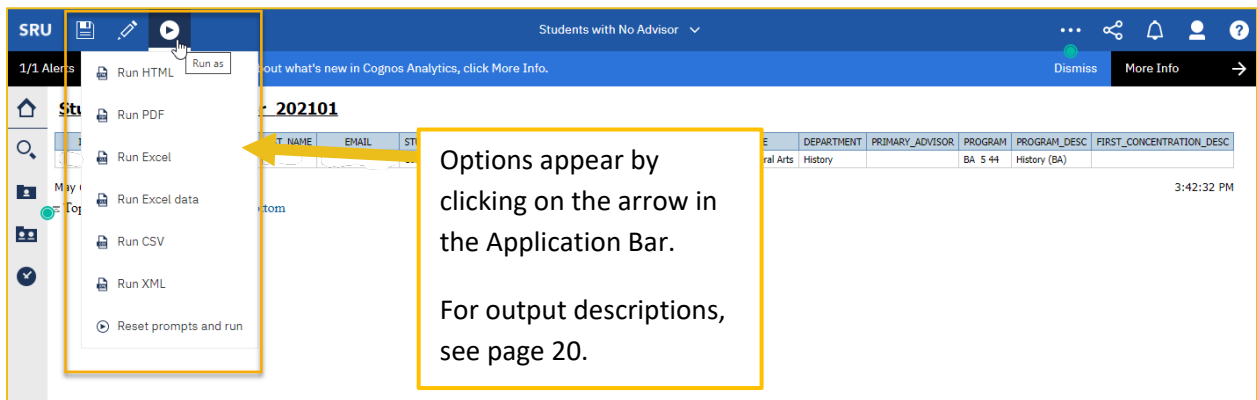 SRU
Students with No Advisor
1/1 Alerts
Run as
out what's new in Cognos Analytics, click More Info.
Dismiss
More Info
Run HTML
Run PDF
Run Excel
Run Excel data
Run CSV
Run XML
Reset prompts and run
202101
EMAIL
DEPARTMENT
PRIMARY_ADVISOR
PROGRAM
PROGRAM_DESC
FIRST_CONCENTRATION_DESC
Arts
History
BA 5 44
History (BA)
May
3:42:32 PM
Options appear by
clicking on the arrow in
the Application Bar.
For output descriptions,
see page 20.